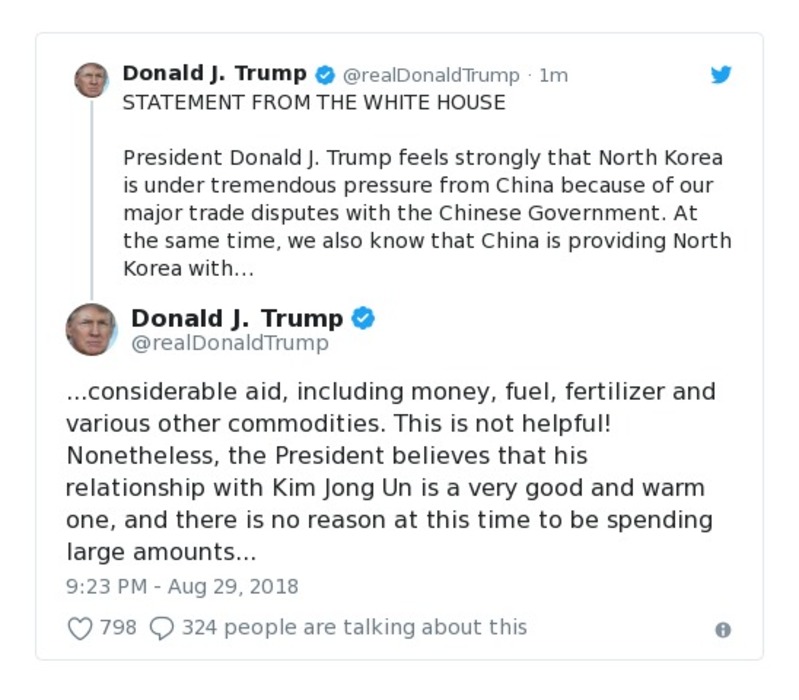 Donald J. Trump @realDonaldTrump · 1m
STATEMENT FROM THE WHITE HOUSE
President Donald J. Trump feels strongly that North Korea
is under tremendous pressure from China because of our
major trade disputes with the Chinese Government. At
the same time, we also know that China is providing North
Korea with...
Donald J. Trump
@realDonaldTrump
...considerable aid, including money, fuel, fertilizer and
various other commodities. This is not helpful!
Nonetheless, the President believes that his
relationship with Kim Jong Un is a very good and warm
one, and there is no reason at this time to be spending
large amounts...
9:23 PM - Aug 29, 2018
798 324 people are talking about this